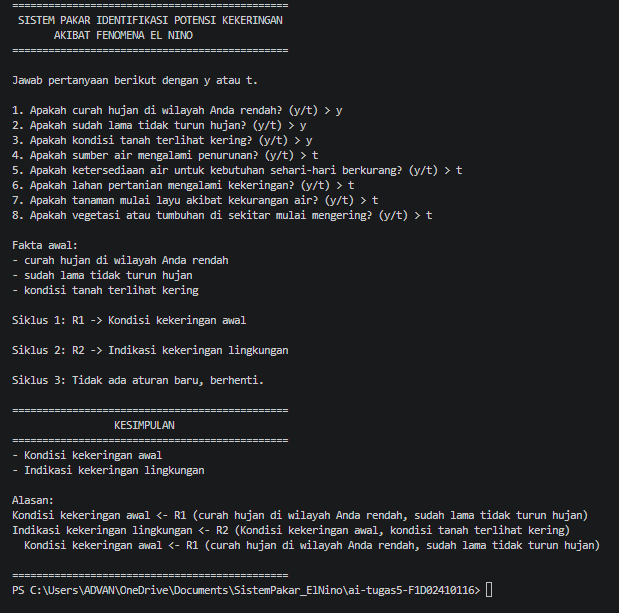 ==============================================
SISTEM PAKAR IDENTIFIKASI POTENSI KEKERINGAN
AKIBAT FENOMENA EL NINO
==============================================
Jawab pertanyaan berikut dengan y atau t.
1. Apakah curah hujan di wilayah Anda rendah? (y/t) > y
2. Apakah sudah lama tidak turun hujan? (y/t) > y
3. Apakah kondisi tanah terlihat kering? (y/t) > y
4. Apakah sumber air mengalami penurunan? (y/t) > t
5. Apakah ketersediaan air untuk kebutuhan sehari-hari berkurang? (y/t) > t
6. Apakah lahan pertanian mengalami kekeringan? (y/t) > t
7. Apakah tanaman mulai layu akibat kekurangan air? (y/t) > t
8. Apakah vegetasi atau tumbuhan di sekitar mulai mengering? (y/t) > t
Fakta awal:
- curah hujan di wilayah Anda rendah
- sudah lama tidak turun hujan
- kondisi tanah terlihat kering
Siklus 1: R1 -> Kondisi kekeringan awal
Siklus 2: R2 -> Indikasi kekeringan lingkungan
Siklus 3: Tidak ada aturan baru, berhenti.
==============================================
KESIMPULAN
==============================================
- Kondisi kekeringan awal
- Indikasi kekeringan lingkungan
Alasan:
Kondisi kekeringan awal <- R1 (curah hujan di wilayah Anda rendah, sudah lama tidak turun hujan)
Indikasi kekeringan lingkungan <- R2 (Kondisi kekeringan awal, kondisi tanah terlihat kering)
Kondisi kekeringan awal <- R1 (curah hujan di wilayah Anda rendah, sudah lama tidak turun hujan)
==============================================
PS C:\Users\ADVAN\OneDrive\Documents\SistemPakar_ElNino\ai-tugas5-F1D02410116>